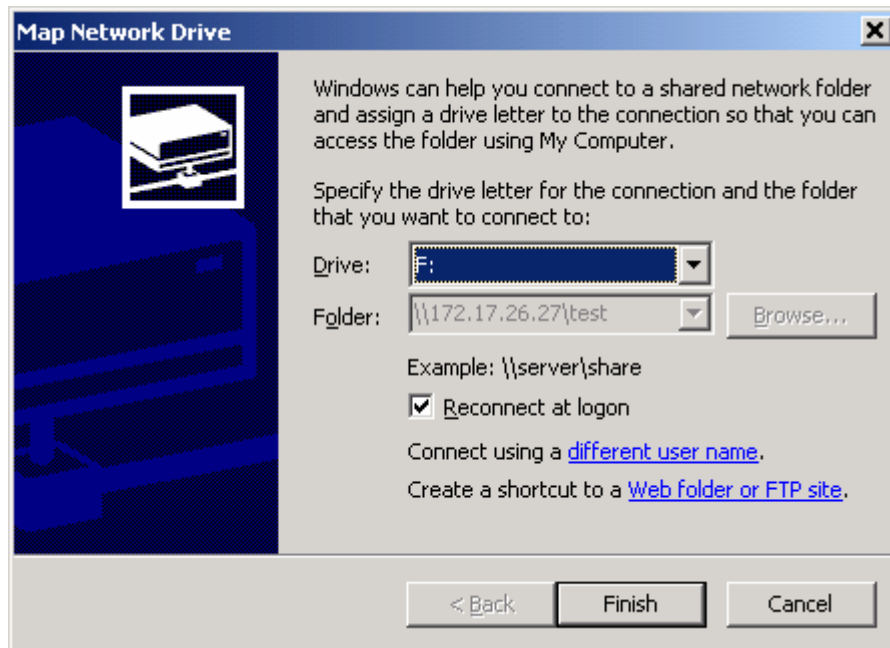 Map Network Drive
Windows can help you connect to a shared network folder
and assign a drive letter to the connection so that you can
access the folder using My Computer.
Specify the drive letter for the connection and the folder
that you want to connect to:
Drive: F:
Folder: \\172.17.26.27\test Browse...
Example: \\server\share
Reconnect at logon
Connect using a different user name.
Create a shortcut to a Web folder or FTP site.
< Back Finish Cancel